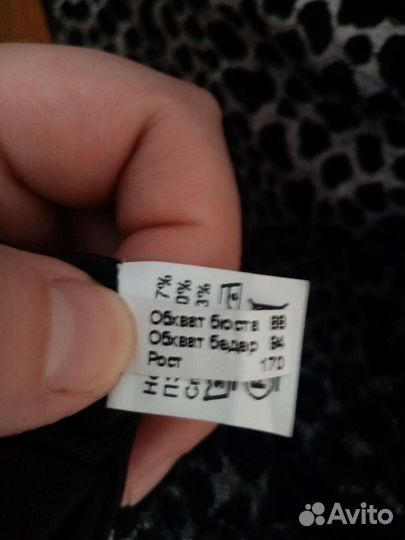 7%
0%
3%
Обхват бюста 88
Обхват бедер 94
Рост 170
Avito